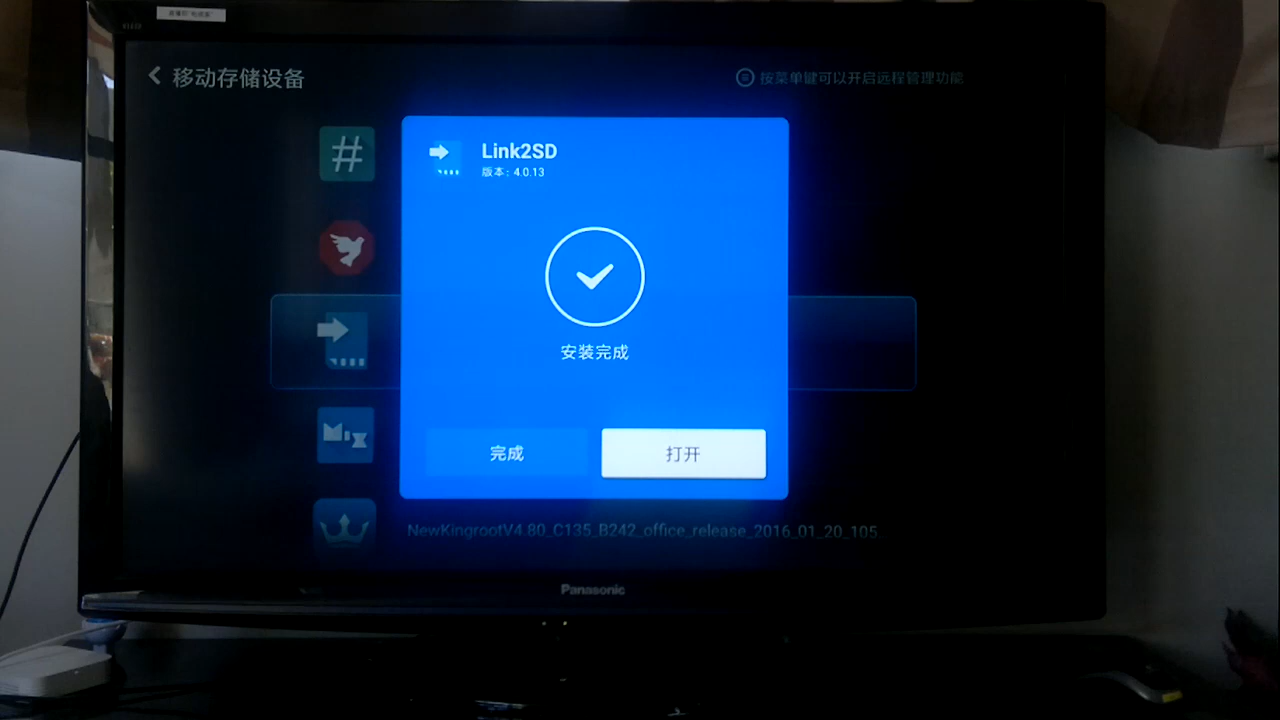 移动存储设备
按菜单键可以开启远程管理功能
Link2SD
版本：4.0.13
安装完成
完成
打开
NewKingrootV4.80_C135_B242_office_release_2016_01_20_105
Panasonic